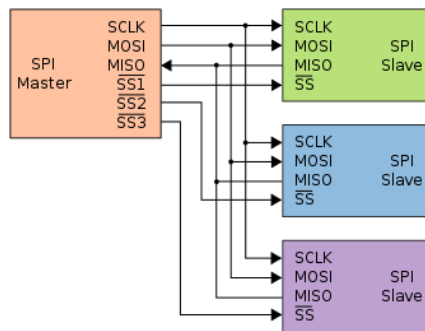 SPI
Master
SCLK
MOSI
MISO
SS1
SS2
SS3
SCLK
MOSI
MISO
SS
SPI
Slave
SCLK
MOSI
MISO
SS
SPI
Slave
SCLK
MOSI
MISO
SS
SPI
Slave